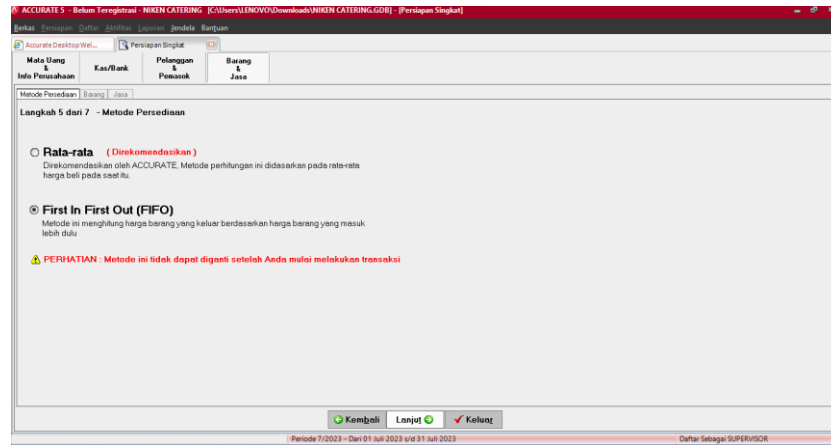 ACCURATE 5 - Belum Teregistrasi - NIKEN CATERING [C:\Users\LENOVO\Downloads\NIKEN CATERING.GDB] - [Persiapan Singkat]
Berkas Persiapan Daftar Aktifitas Laporan Jendela Bantuan
Accurate Desktop Wel... Persiapan Singkat
Mata Uang & Info Perusahaan
Kas/Bank
Pelanggan & Pemasok
Barang & Jasa
Metode Persediaan Barang Jasa
Langkah 5 dari 7 - Metode Persediaan
Rata-rata ( Direkomendasikan )
Direkomendasikan oleh ACCURATE, Metode perhitungan ini didasarkan pada rata-rata
harga beli pada saat itu.
First In First Out (FIFO)
Metode ini menghitung harga barang yang keluar berdasarkan harga barang yang masuk
lebih dulu
PERHATIAN : Metode ini tidak dapat diganti setelah Anda mulai melakukan transaksi
Kembali Lanjut Keluar
Periode 7/2023 - Dari 01 Juli 2023 s/d 31 Juli 2023 Daftar Sebagai SUPERVISOR